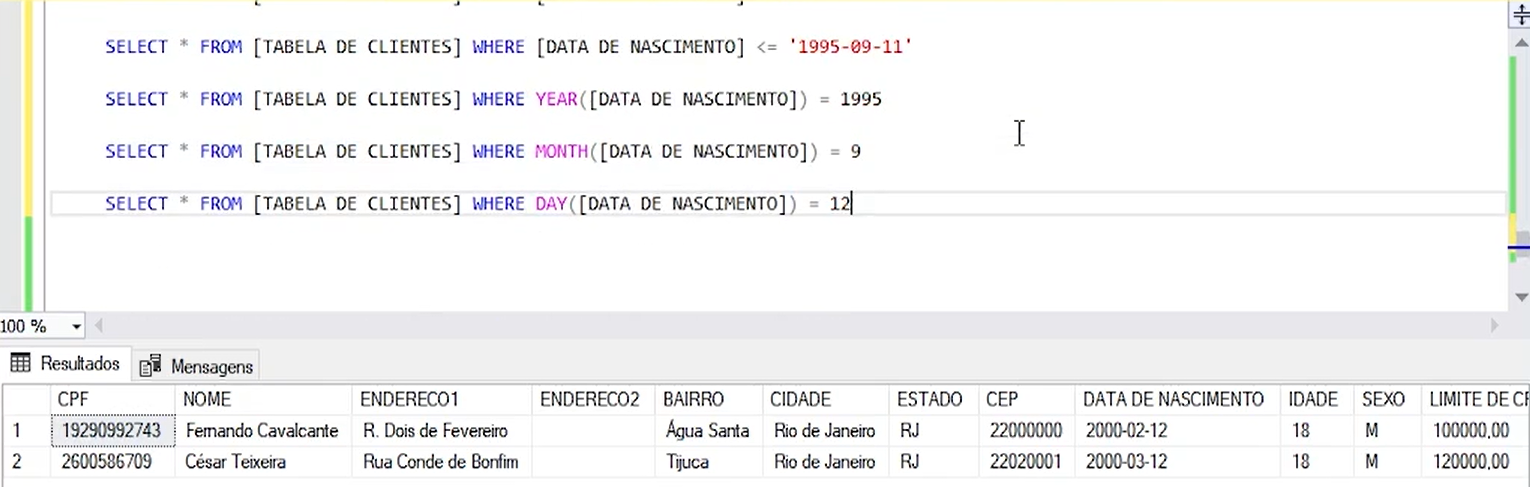 SELECT * FROM [TABELA DE CLIENTES] WHERE [DATA DE NASCIMENTO] <= '1995-09-11'
SELECT * FROM [TABELA DE CLIENTES] WHERE YEAR([DATA DE NASCIMENTO]) = 1995
SELECT * FROM [TABELA DE CLIENTES] WHERE MONTH([DATA DE NASCIMENTO]) = 9
SELECT * FROM [TABELA DE CLIENTES] WHERE DAY([DATA DE NASCIMENTO]) = 12
100 %
Resultados Mensagens
CPF NOME ENDERECO1 ENDERECO2 BAIRRO CIDADE ESTADO CEP DATA DE NASCIMENTO IDADE SEXO LIMITE DE
1 19290992743 Fernando Cavalcante R. Dois de Fevereiro Água Santa Rio de Janeiro RJ 22000000 2000-02-12 18 M 100000,00
2 2600586709 César Teixeira Rua Conde de Bonfim Tijuca Rio de Janeiro RJ 22020001 2000-03-12 18 M 120000,00